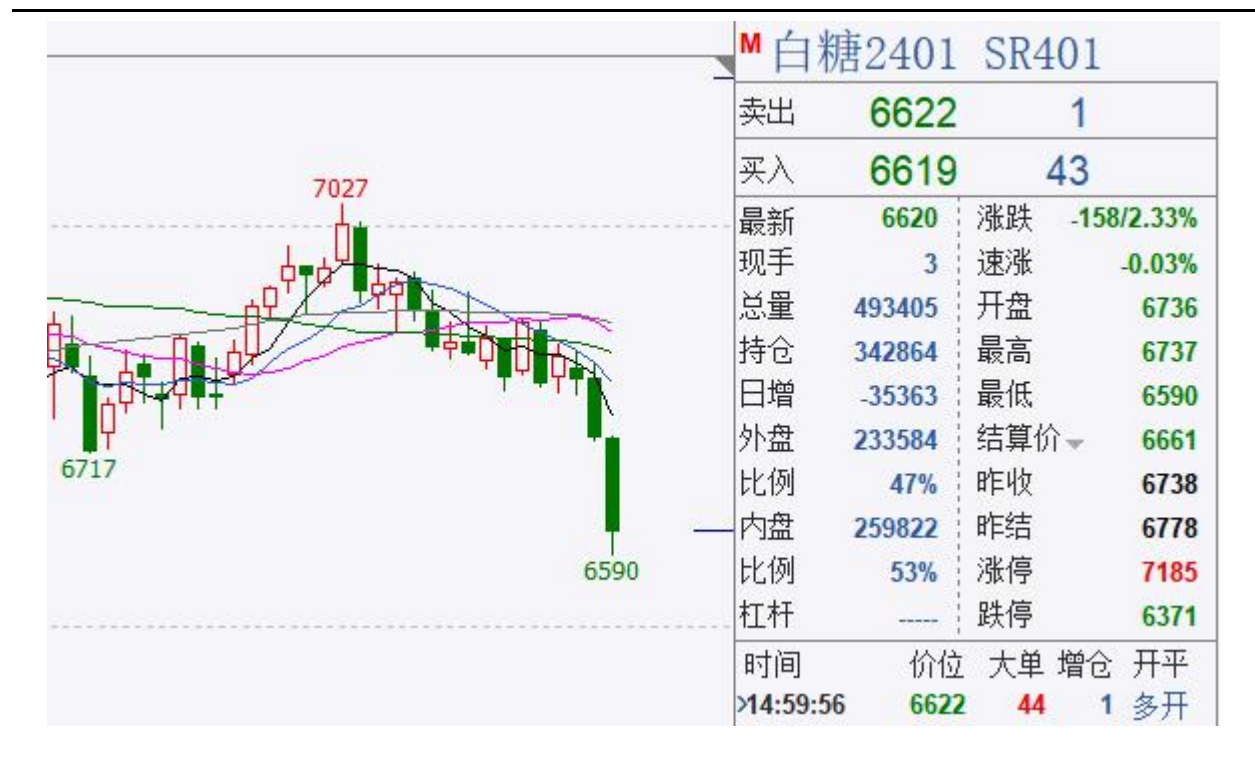 M 白糖2401 SR401
卖出 6622 1
买入 6619 43
7027
最新 6620 涨跌 -158/2.33%
现手 3 速涨 -0.03%
总量 493405 开盘 6736
持仓 342864 最高 6737
日增 -35363 最低 6590
外盘 233584 结算价 6661
6717
比例 47% 昨收 6738
内盘 259822 昨结 6778
6590
比例 53% 涨停 7185
杠杆 ----- 跌停 6371
时间 价位 大单 增仓 开平
14:59:56 6622 44 1 多开